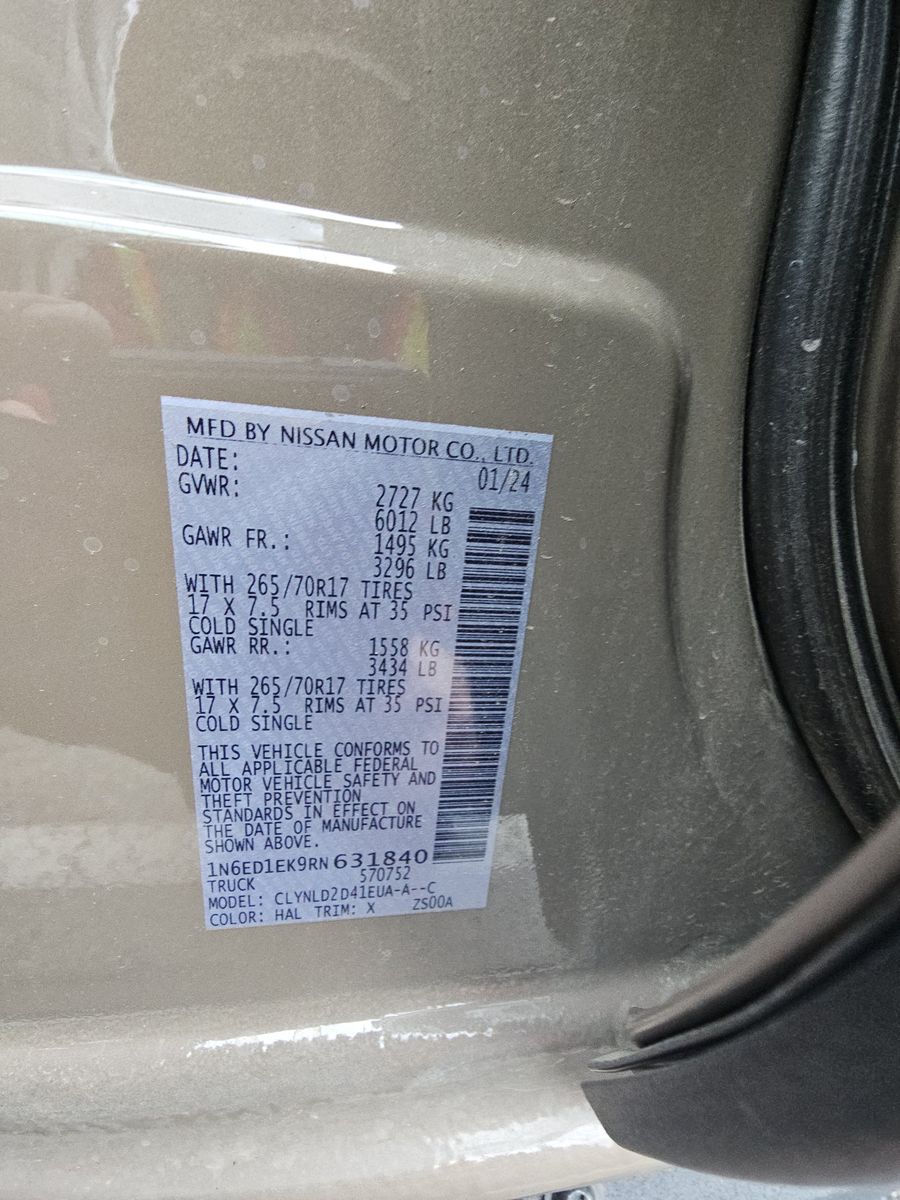 MFD BY NISSAN MOTOR CO., LTD.
DATE: 01/24
GVWR: 2727 KG
6012 LB
GAWR FR.: 1495 KG
3296 LB
WITH 265/70R17 TIRES
17 X 7.5 RIMS AT 35 PSI
COLD SINGLE
GAWR RR.: 1558 KG
3434 LB
WITH 265/70R17 TIRES
17 X 7.5 RIMS AT 35 PSI
COLD SINGLE
THIS VEHICLE CONFORMS TO
ALL APPLICABLE FEDERAL
MOTOR VEHICLE SAFETY AND
THEFT PREVENTION
STANDARDS IN EFFECT ON
THE DATE OF MANUFACTURE
SHOWN ABOVE.
1N6ED1EK9RN 631840
TRUCK 570752
MODEL: CLYNLD2D41EUA-A--C
COLOR: HAL TRIM: X ZS00A